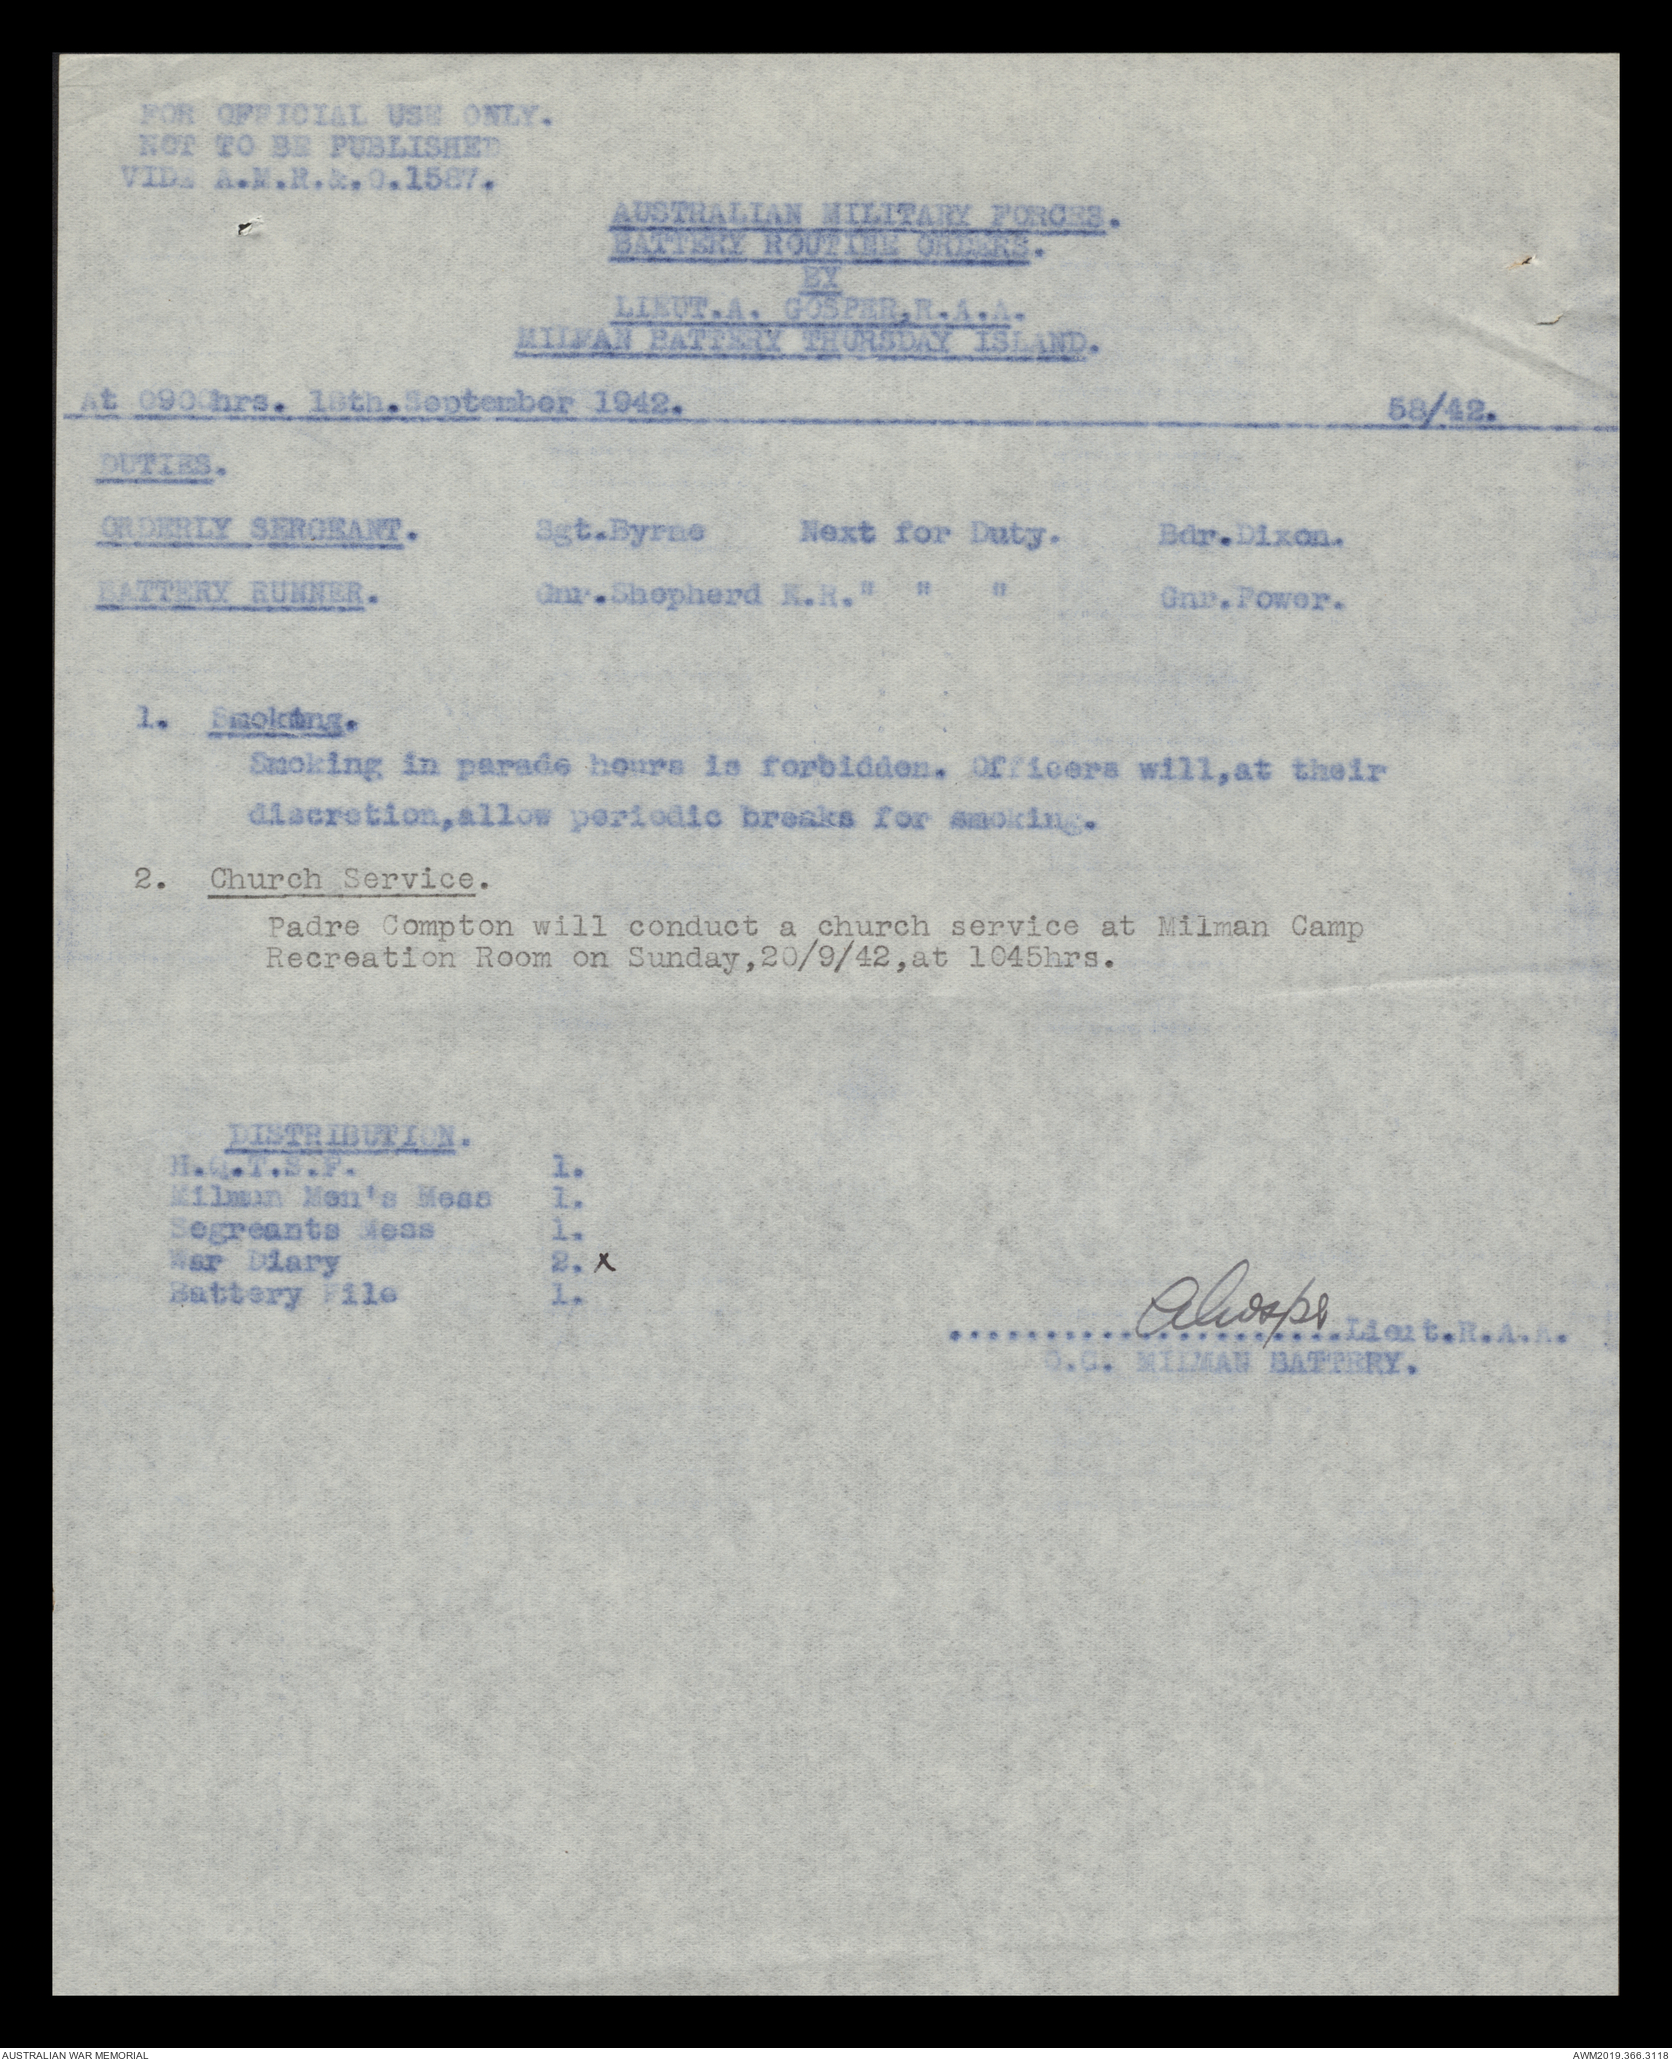 FOR OFFICIAL USE ONLY.
NOT TO BE PUBLISHED
VIDE A.M.R.&.O.1587.
AUSTRALIAN MILITARY FORCES.
BATTERY ROUTINE ORDERS.
BY
LIEUT.A. GOSPER,R.A.A.
MILMAN BATTERY THURSDAY ISLAND.
At 0900hrs. 18th.September 1942. 58/42.
DUTIES.
ORDERLY SERGEANT. Sgt.Byrne Next for Duty. Bdr.Dixon.
BATTERY RUNNER. Gnr.Shepherd K.R." " " Gnr.Power.
1. Smoking.
Smoking in parade hours is forbidden. Officers will,at their
discretion,allow periodic breaks for smoking.
2. Church Service.
Padre Compton will conduct a church service at Milman Camp
Recreation Room on Sunday,20/9/42,at 1045hrs.
DISTRIBUTION.
H.Q.T.S.F. 1.
Milman Men's Mess 1.
Segreants Mess 1.
War Diary 2. x
Battery File 1.
AGosper
......................Lieut.R.A.A.
O.C. MILMAN BATTERY.
AUSTRALIAN WAR MEMORIAL AWM2019.366.3118